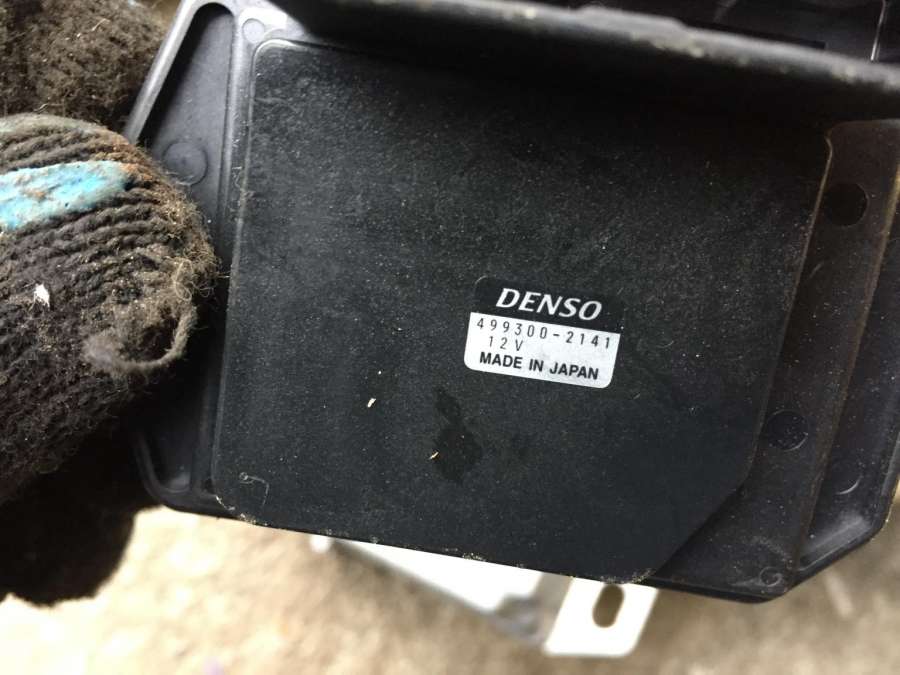 DENSO
499300-2141
12V
MADE IN JAPAN